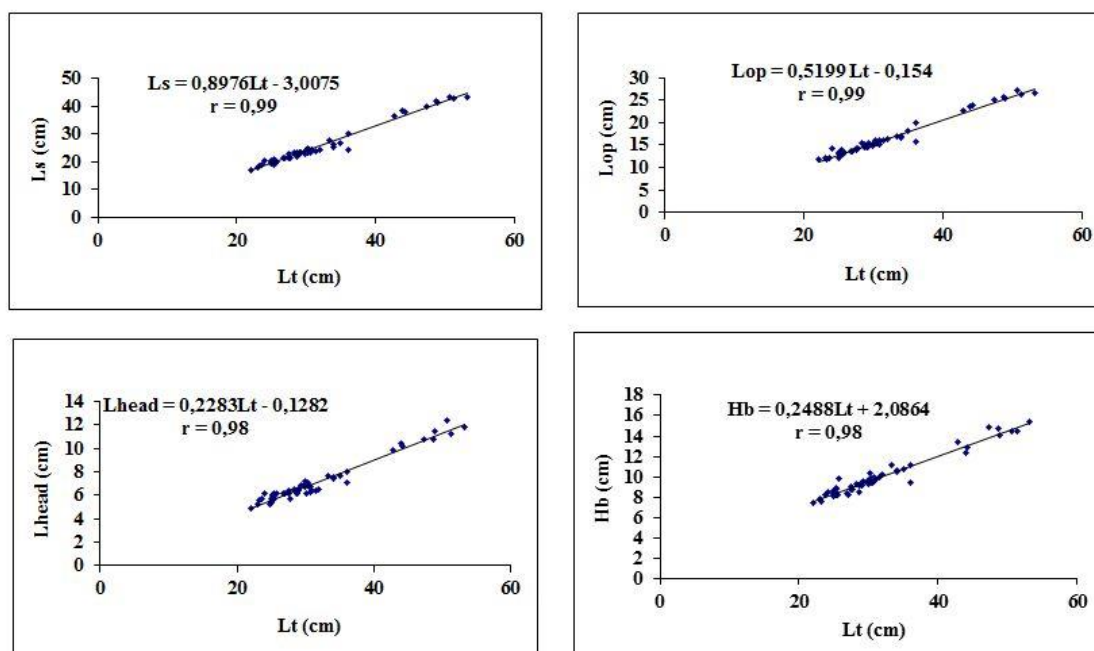 Ls = 0,8976Lt - 3,0075
r = 0,99
50
40
30
20
10
0
Ls (cm)
0 20 40 60
Lt (cm)
Lop = 0,5199 Lt - 0,154
r = 0,99
30
25
20
15
10
5
0
Lop (cm)
0 20 40 60
Lt (cm)
Lhead = 0,2283Lt - 0,1282
r = 0,98
14
12
10
8
6
4
2
0
Lhead (cm)
0 20 40 60
Lt (cm)
Hb = 0,2488Lt + 2,0864
r = 0,98
18
16
14
12
10
8
6
4
2
0
Hb (cm)
0 20 40 60
Lt (cm)